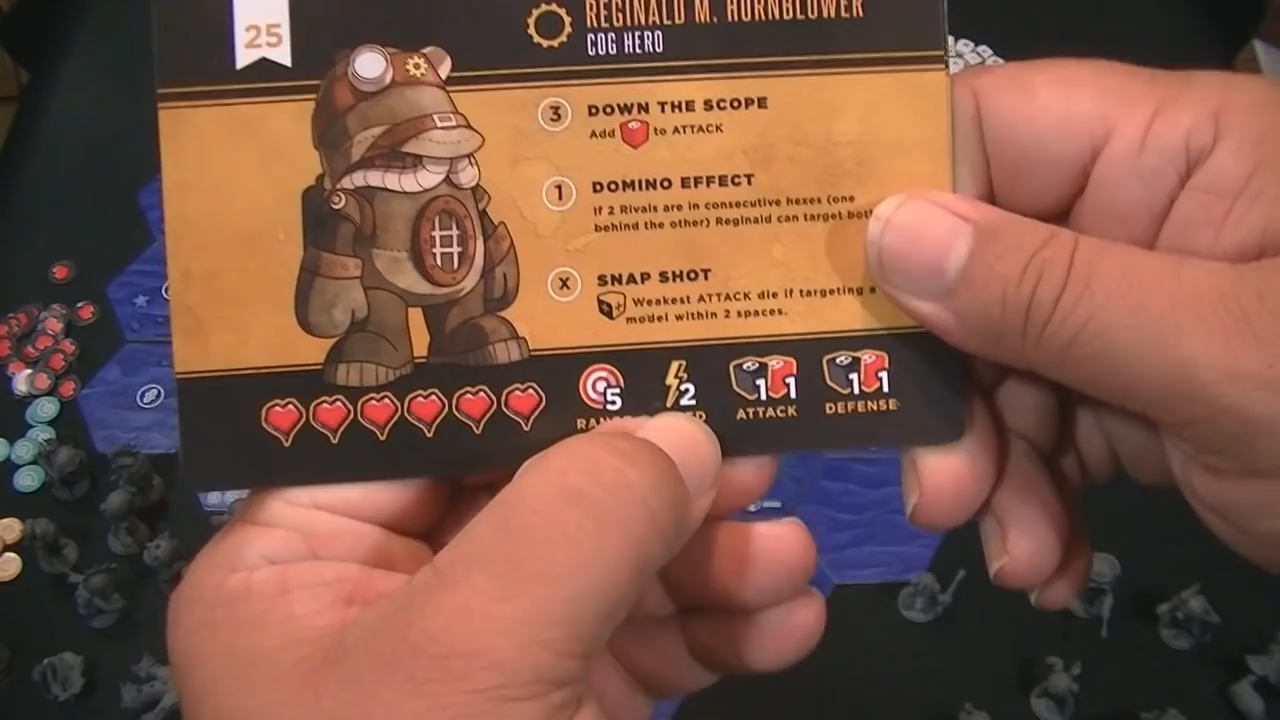 25
REGINALD M. HORNBLOWER
COG HERO
3 DOWN THE SCOPE
Add to ATTACK
1 DOMINO EFFECT
If 2 Rivals are in consecutive hexes (one
behind the other) Reginald can target
X SNAP SHOT
Weakest ATTACK die if targeting a
model within 2 spaces.
5 2 1 1 1 1
ATTACK DEFENSE